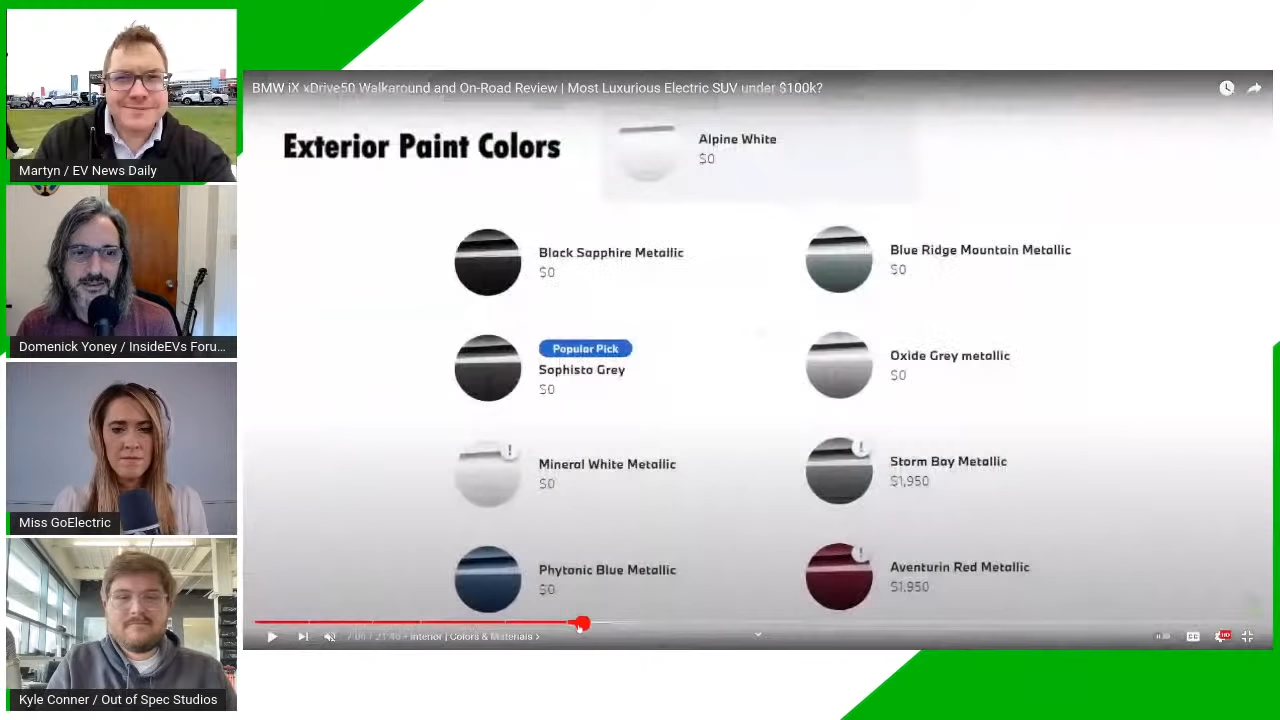 Martyn / EV News Daily
Domenick Yoney / InsideEVs Foru...
Miss GoElectric
Kyle Conner / Out of Spec Studios
BMW iX xDrive50 Walkaround and On-Road Review | Most Luxurious Electric SUV under $100k?
Exterior Paint Colors
Alpine White
$0
Black Sapphire Metallic
$0
Blue Ridge Mountain Metallic
$0
Popular Pick
Sophisto Grey
$0
Oxide Grey metallic
$0
!
Mineral White Metallic
$0
!
Storm Bay Metallic
$1,950
Phytonic Blue Metallic
$0
!
Aventurin Red Metallic
$1,950
Interior | Colors & Materials >
CC
HD